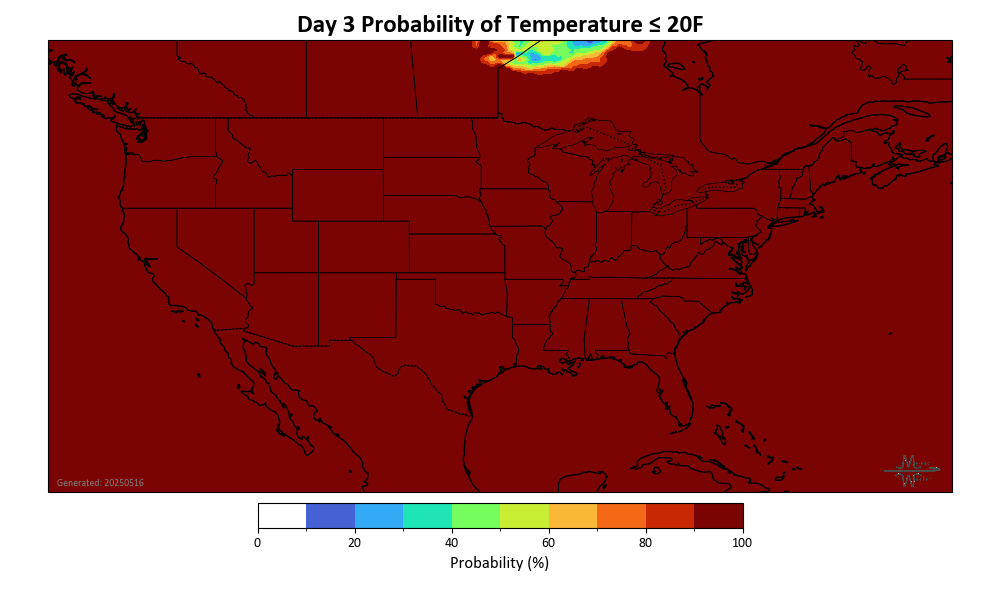 Day 3 Probability of Temperature ≤ 20F
Generated: 20250516
0 20 40 60 80 100
Probability (%)